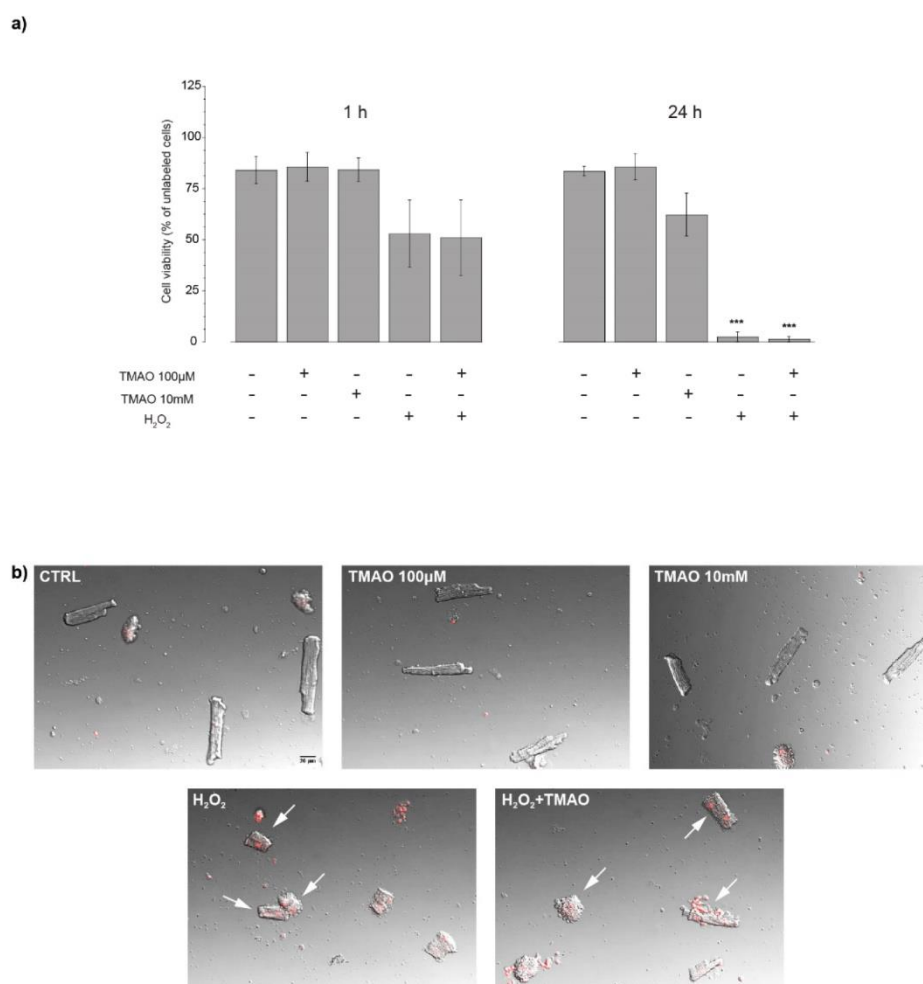 a)
125
100
75
50
25
0
Cell viability (% of unlabeled cells)
1 h
24 h
*** ***
TMAO 100µM - + - - + - + - - +
TMAO 10mM - - + - - - - + - -
H₂O₂ - - - + + - - - + +
b)
CTRL
TMAO 100µM
TMAO 10mM
H₂O₂
H₂O₂+TMAO